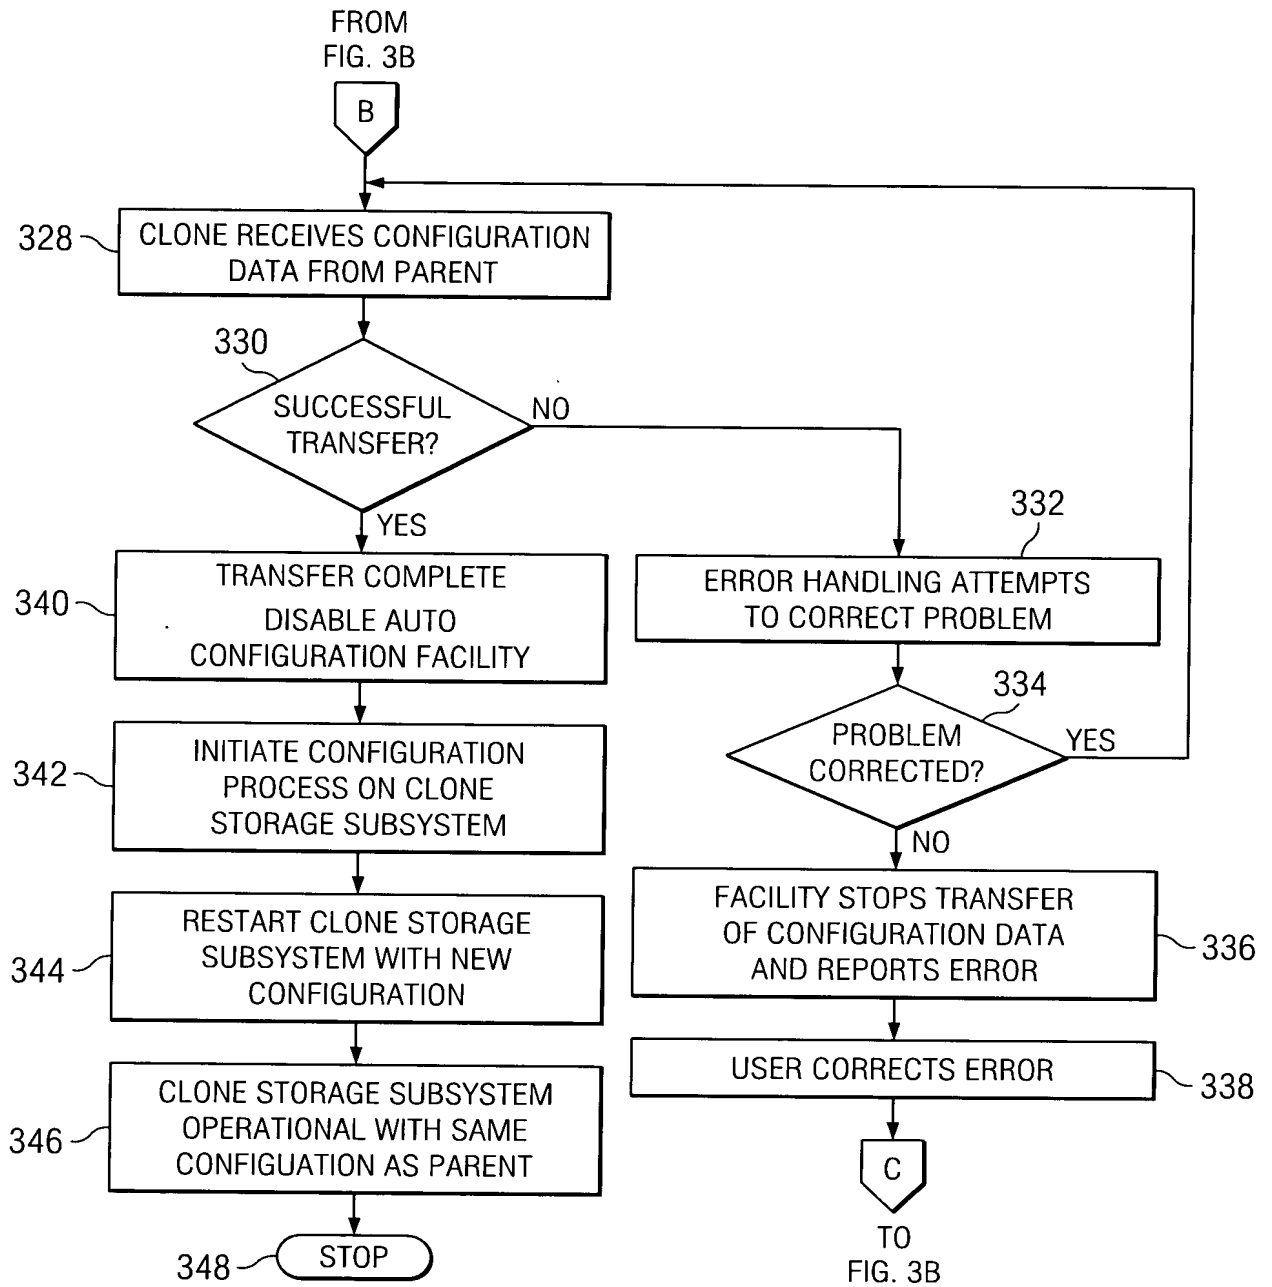 FROM
FIG. 3B
B
328
CLONE RECEIVES CONFIGURATION
DATA FROM PARENT
330
SUCCESSFUL
TRANSFER?
NO
YES
332
ERROR HANDLING ATTEMPTS
TO CORRECT PROBLEM
340
TRANSFER COMPLETE
DISABLE AUTO
CONFIGURATION FACILITY
334
PROBLEM
CORRECTED?
YES
NO
342
INITIATE CONFIGURATION
PROCESS ON CLONE
STORAGE SUBSYSTEM
336
FACILITY STOPS TRANSFER
OF CONFIGURATION DATA
AND REPORTS ERROR
344
RESTART CLONE STORAGE
SUBSYSTEM WITH NEW
CONFIGURATION
338
USER CORRECTS ERROR
346
CLONE STORAGE SUBSYSTEM
OPERATIONAL WITH SAME
CONFIGUATION AS PARENT
C
TO
FIG. 3B
348
STOP